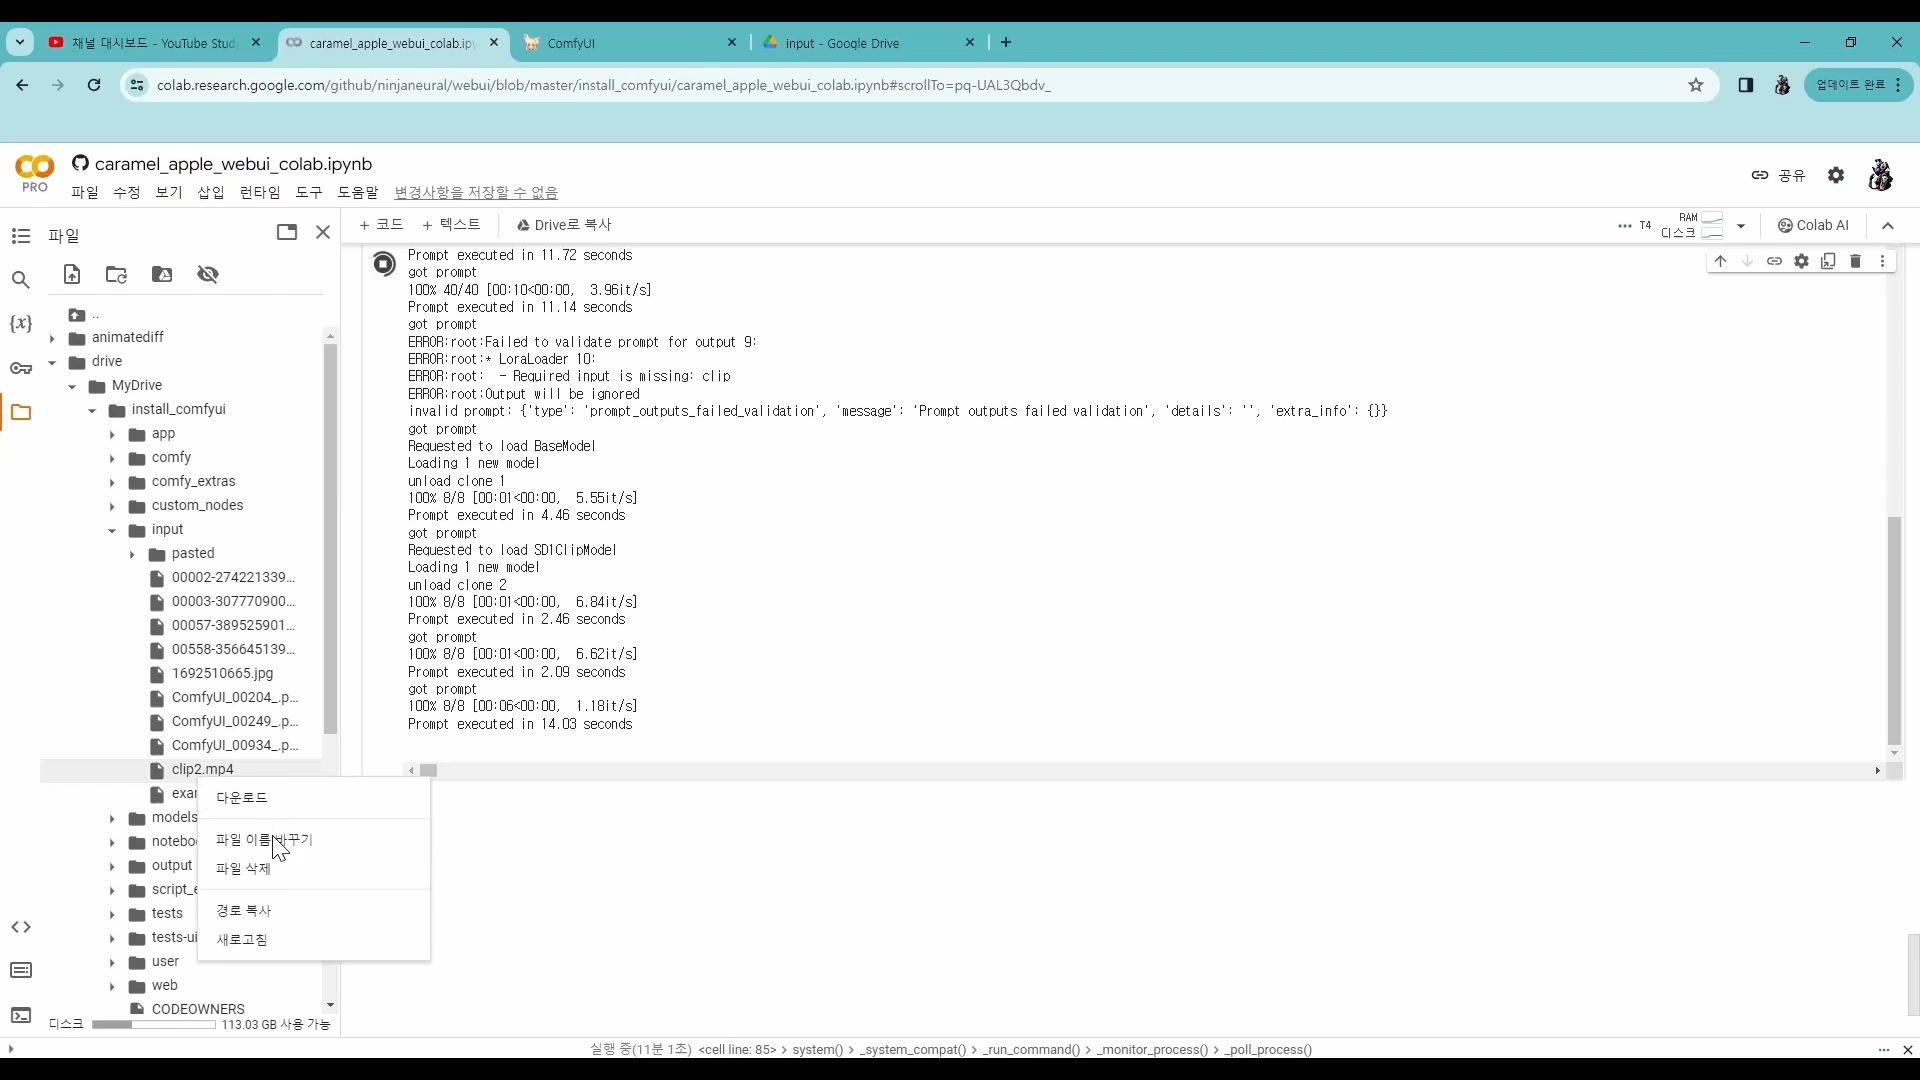 채널 대시보드 - YouTube Stud
caramel_apple_webui_colab.ipy
ComfyUI
input - Google Drive
colab.research.google.com/github/ninjaneural/webui/blob/master/install_comfyui/caramel_apple_webui_colab.ipynb#scrollTo=pq-UAL3Qbdv_
업데이트 완료
CO
PRO
caramel_apple_webui_colab.ipynb
파일 수정 보기 삽입 런타임 도구 도움말 변경사항을 저장할 수 없음
공유
파일
+ 코드 + 텍스트 Drive로 복사
T4
RAM
디스크
Colab AI
{x}
..
animatediff
drive
MyDrive
install_comfyui
app
comfy
comfy_extras
custom_nodes
input
pasted
00002-274221339...
00003-307770900...
00057-389525901...
00558-356645139...
1692510665.jpg
ComfyUI_00204_.p...
ComfyUI_00249_.p...
ComfyUI_00934_.p...
clip2.mp4
exar
models
notebo
output
script_e
tests
tests-ui
user
web
CODEOWNERS
다운로드
파일 이름 바꾸기
파일 삭제
경로 복사
새로고침
디스크 113.03 GB 사용 가능
Prompt executed in 11.72 seconds
got prompt
100% 40/40 [00:10<00:00, 3.96it/s]
Prompt executed in 11.14 seconds
got prompt
ERROR:root:Failed to validate prompt for output 9:
ERROR:root:* LoraLoader 10:
ERROR:root: - Required input is missing: clip
ERROR:root:Output will be ignored
invalid prompt: {'type': 'prompt_outputs_failed_validation', 'message': 'Prompt outputs failed validation', 'details': '', 'extra_info': {}}
got prompt
Requested to load BaseModel
Loading 1 new model
unload clone 1
100% 8/8 [00:01<00:00, 5.55it/s]
Prompt executed in 4.46 seconds
got prompt
Requested to load SD1ClipModel
Loading 1 new model
unload clone 2
100% 8/8 [00:01<00:00, 6.84it/s]
Prompt executed in 2.46 seconds
got prompt
100% 8/8 [00:01<00:00, 6.62it/s]
Prompt executed in 2.09 seconds
got prompt
100% 8/8 [00:06<00:00, 1.18it/s]
Prompt executed in 14.03 seconds
실행 중(11분 1초) <cell line: 85> > system() > _system_compat() > _run_command() > _monitor_process() > _poll_process()